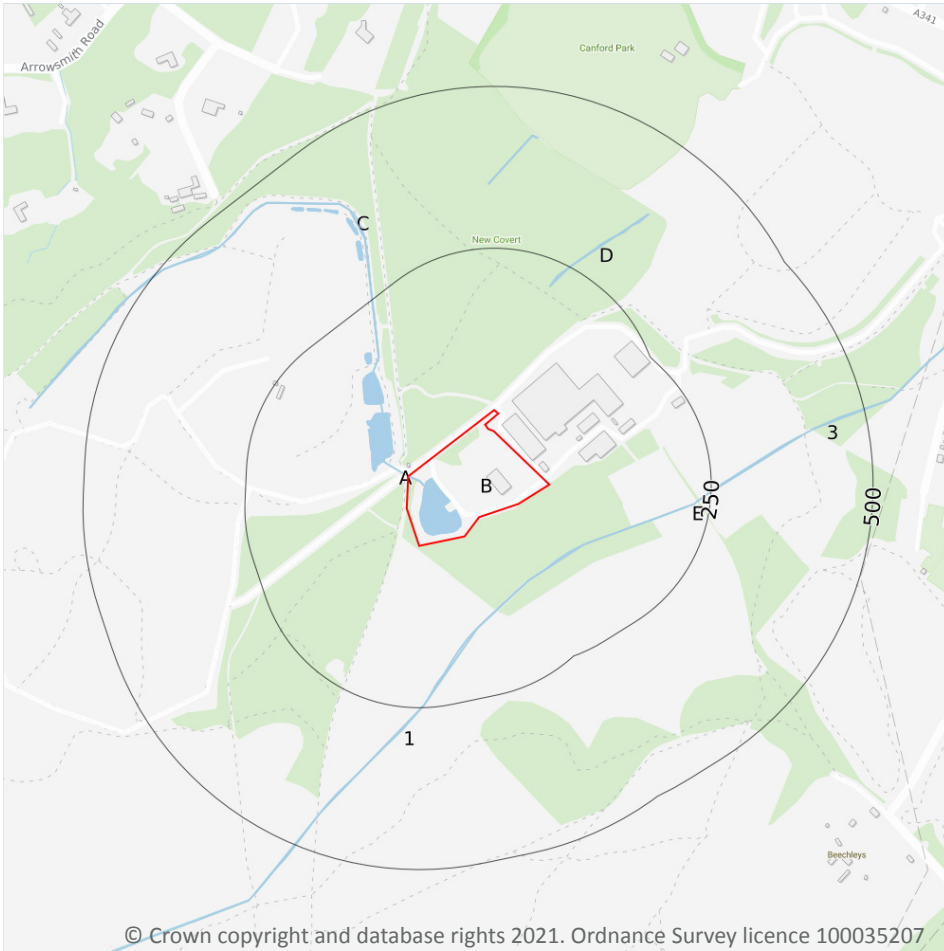 A341
Arrowsmith Road
Canford Park
C
New Covert
D
3
A
B
E
250
500
1
Beechleys
© Crown copyright and database rights 2021. Ordnance Survey licence 100035207